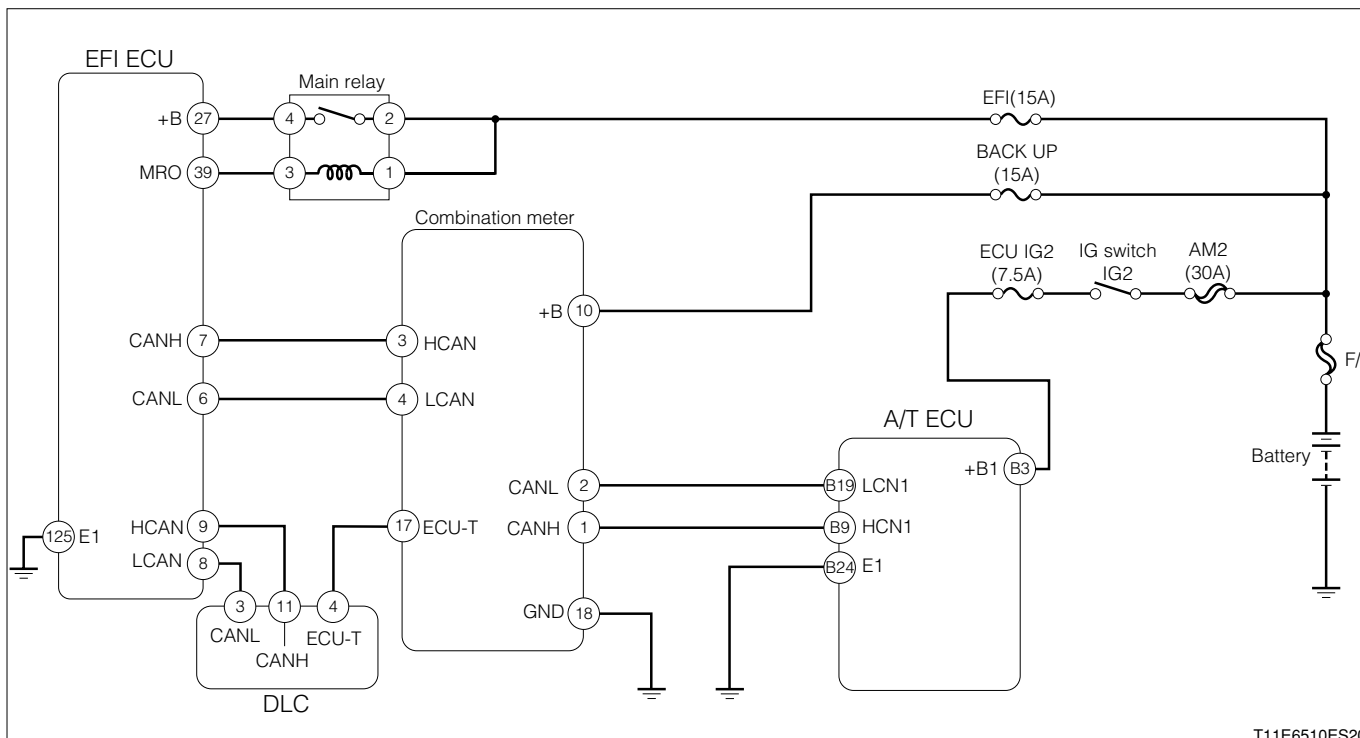 EFI ECU
Main relay
EFI(15A)
+B
27
4
2
BACK UP
(15A)
MRO
39
3
1
Combination meter
ECU IG2
(7.5A)
IG switch
IG2
AM2
(30A)
+B
10
CANH
7
3
HCAN
F/
CANL
6
4
LCAN
A/T ECU
Battery
+B1
B3
CANL
2
B19
LCN1
HCAN
9
17
ECU-T
CANH
1
B9
HCN1
125
E1
LCAN
8
B24
E1
3
11
4
GND
18
CANL
ECU-T
CANH
DLC
T11E6510ES20